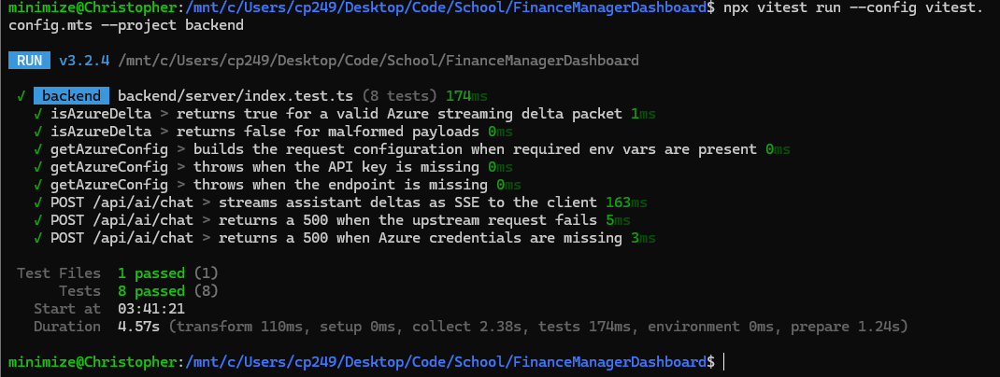 minimize@Christopher:/mnt/c/Users/cp249/Desktop/Code/School/FinanceManagerDashboard$ npx vitest run --config vitest.
config.mts --project backend
RUN v3.2.4 /mnt/c/Users/cp249/Desktop/Code/School/FinanceManagerDashboard
✓ backend backend/server/index.test.ts (8 tests) 174ms
✓ isAzureDelta > returns true for a valid Azure streaming delta packet 1ms
✓ isAzureDelta > returns false for malformed payloads 0ms
✓ getAzureConfig > builds the request configuration when required env vars are present 0ms
✓ getAzureConfig > throws when the API key is missing 0ms
✓ getAzureConfig > throws when the endpoint is missing 0ms
✓ POST /api/ai/chat > streams assistant deltas as SSE to the client 163ms
✓ POST /api/ai/chat > returns a 500 when the upstream request fails 5ms
✓ POST /api/ai/chat > returns a 500 when Azure credentials are missing 3ms
Test Files 1 passed (1)
Tests 8 passed (8)
Start at 03:41:21
Duration 4.57s (transform 110ms, setup 0ms, collect 2.38s, tests 174ms, environment 0ms, prepare 1.24s)
minimize@Christopher:/mnt/c/Users/cp249/Desktop/Code/School/FinanceManagerDashboard$